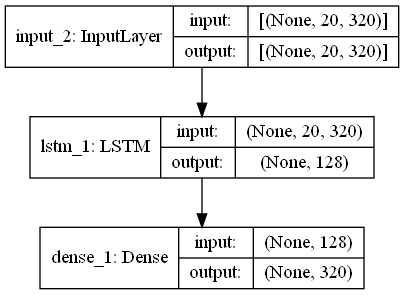 input_2: InputLayer
input: [(None, 20, 320)]
output: [(None, 20, 320)]
lstm_1: LSTM
input: (None, 20, 320)
output: (None, 128)
dense_1: Dense
input: (None, 128)
output: (None, 320)